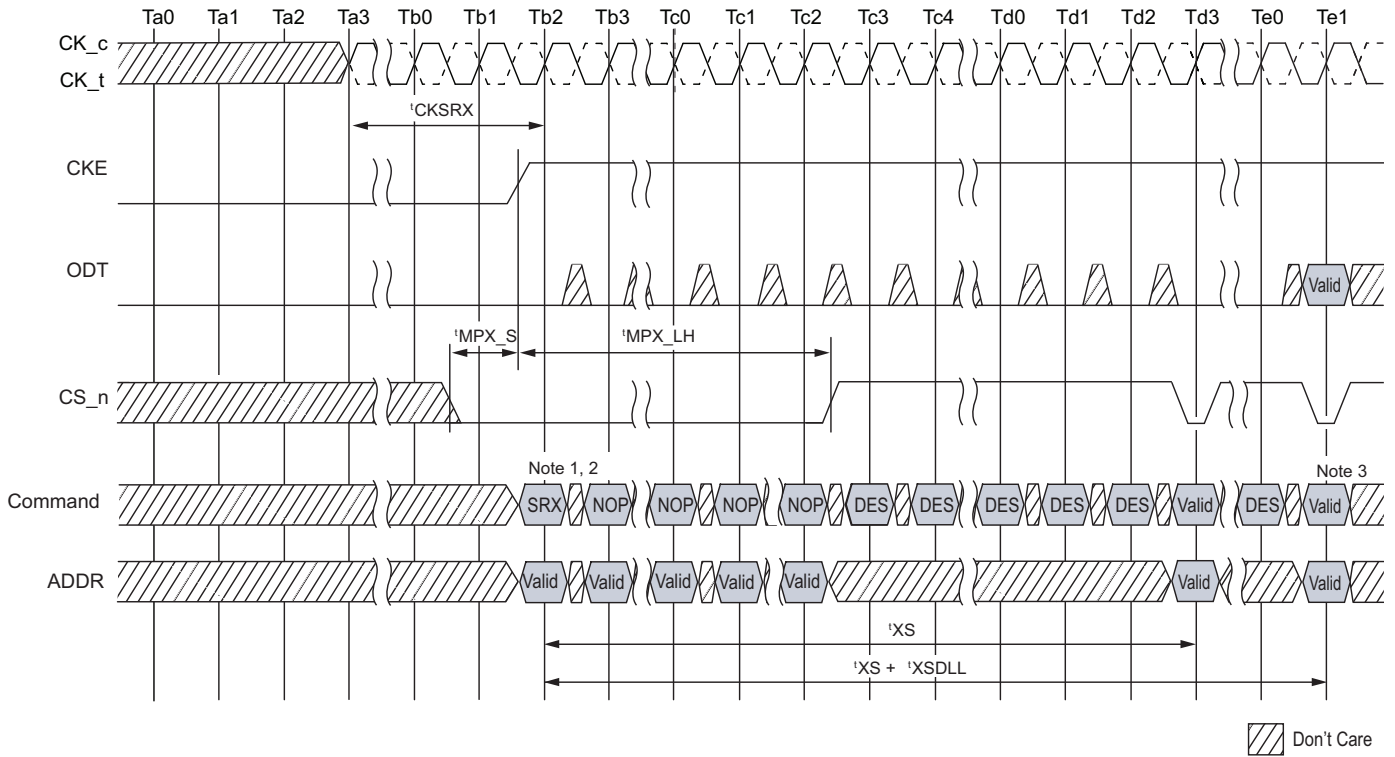 Ta0 Ta1 Ta2 Ta3 Tb0 Tb1 Tb2 Tb3 Tc0 Tc1 Tc2 Tc3 Tc4 Td0 Td1 Td2 Td3 Te0 Te1
CK_c
CK_t
tCKSRX
CKE
ODT
Valid
tMPX_S tMPX_LH
CS_n
Note 1, 2 Note 3
Command SRX NOP NOP NOP NOP DES DES DES DES DES Valid DES Valid
ADDR Valid Valid Valid Valid Valid Valid Valid
tXS
tXS + tXSDLL
Don't Care